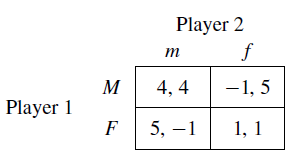 Player 2
m f
Player 1
M 4, 4 −1, 5
F 5, −1 1, 1